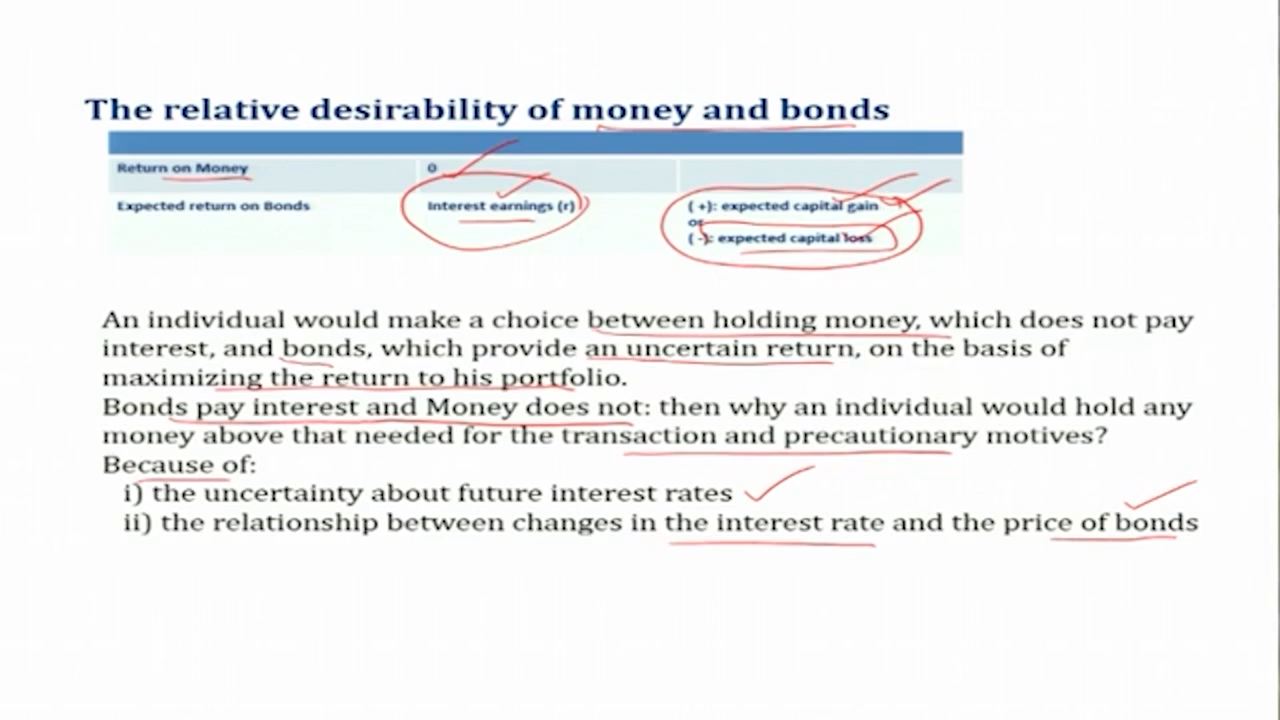 The relative desirability of money and bonds
Return on Money 0
Expected return on Bonds Interest earnings (r) ( +): expected capital gain
or
( -): expected capital loss
An individual would make a choice between holding money, which does not pay
interest, and bonds, which provide an uncertain return, on the basis of
maximizing the return to his portfolio.
Bonds pay interest and Money does not: then why an individual would hold any
money above that needed for the transaction and precautionary motives?
Because of:
i) the uncertainty about future interest rates
ii) the relationship between changes in the interest rate and the price of bonds